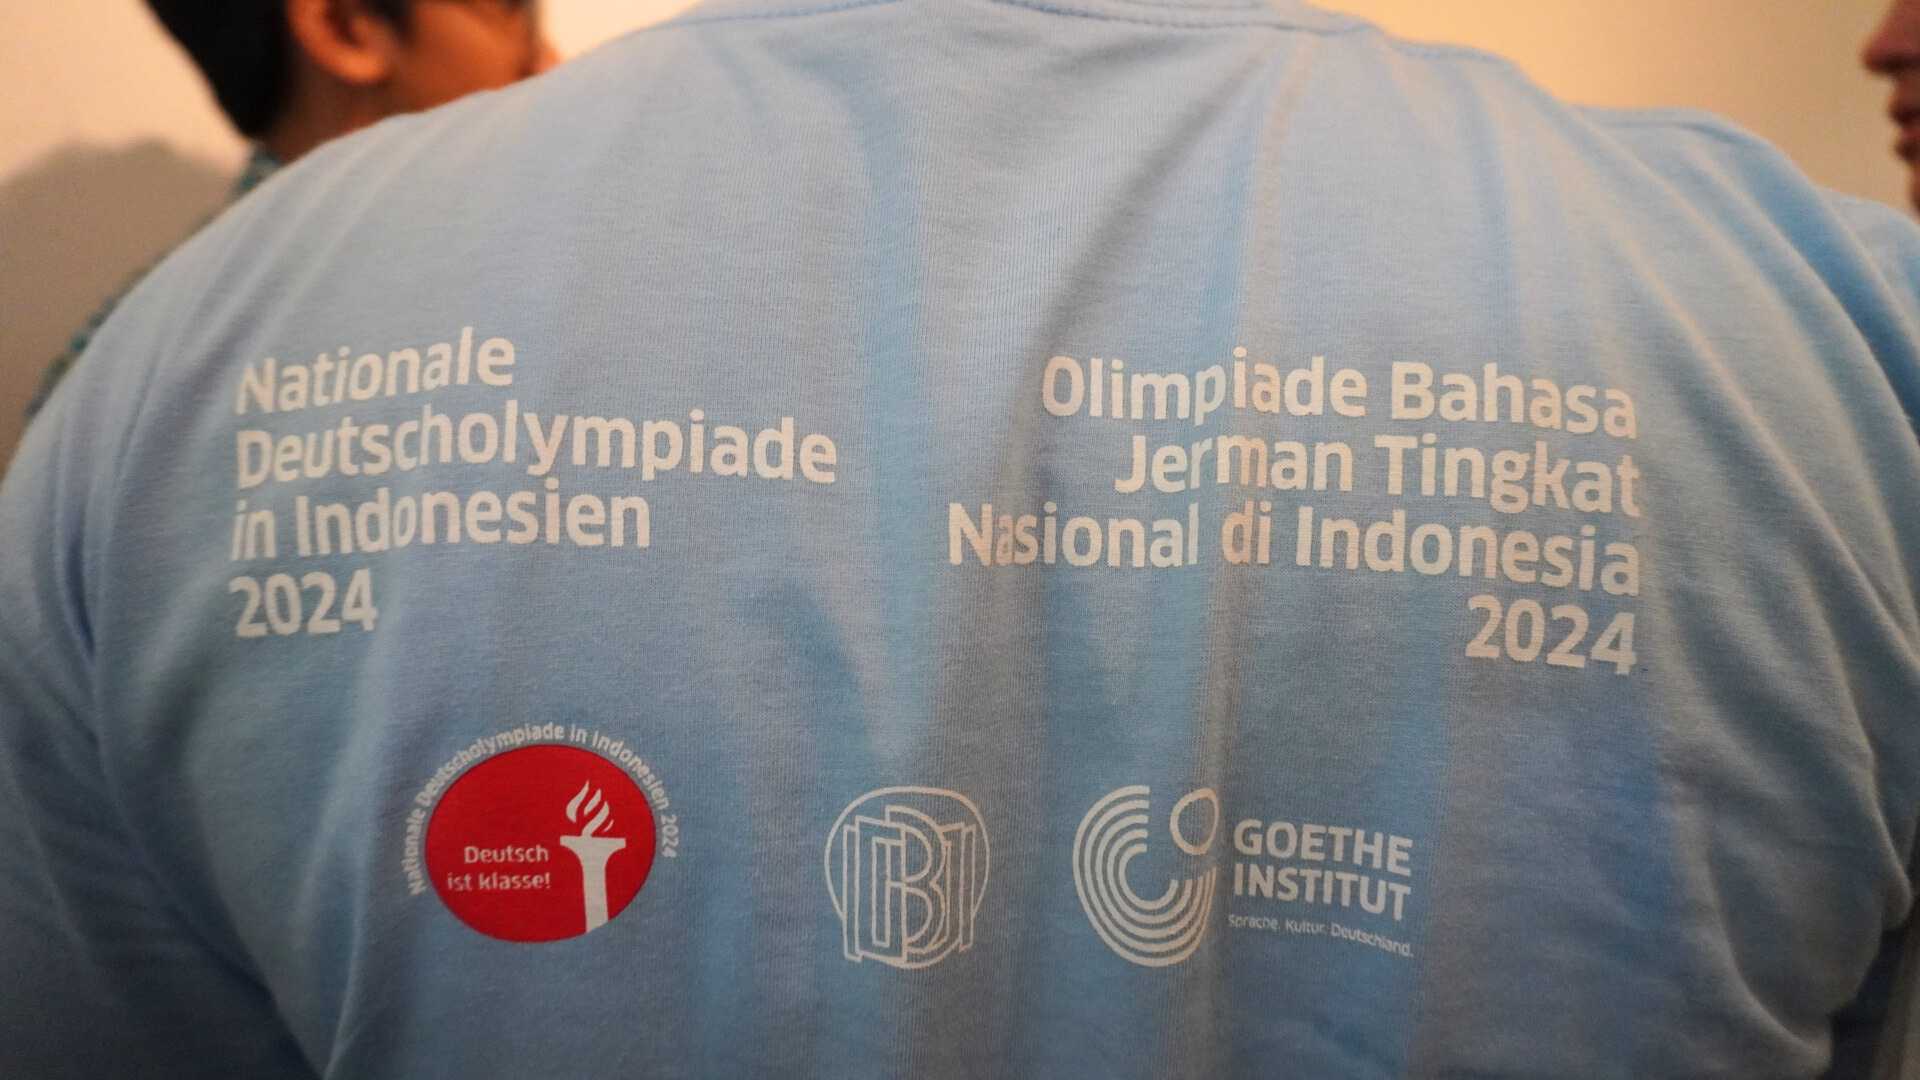 Nationale
Deutscholympiade
in Indonesien
2024
Olimpiade Bahasa
Jerman Tingkat
Nasional di Indonesia
2024
Nationale Deutscholympiade in Indonesien 2024
Deutsch
ist klasse!
GOETHE
INSTITUT
Sprache. Kultur. Deutschland.